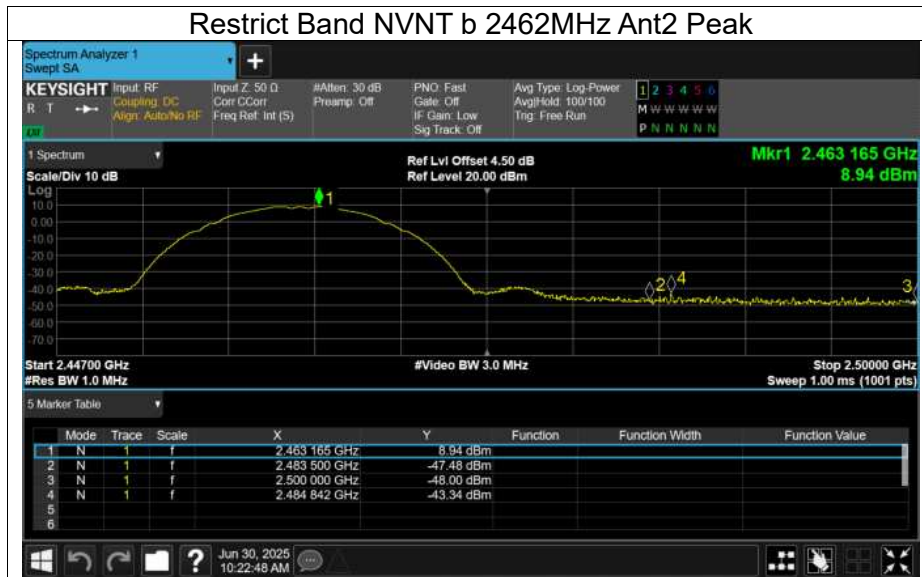 Restrict Band NVNT b 2462MHz Ant2 Peak
Spectrum Analyzer 1
Swept SA
+
KEYSIGHT Input: RF Input Z: 50 Ω #Atten: 30 dB PNO: Fast Avg Type: Log-Power 1 2 3 4 5 6
R T Coupling: DC Corr CCorr Preamp: Off Gate: Off Avg|Hold: 100/100 M W W W W W
Align: Auto/No RF Freq Ref: Int (S) IF Gain: Low Trig: Free Run
Sig Track: Off P N N N N N
1 Spectrum Ref Lvl Offset 4.50 dB Mkr1 2.463 165 GHz
Scale/Div 10 dB Ref Level 20.00 dBm 8.94 dBm
Log
10.0
0.00
-10.0
-20.0
-30.0
-40.0
-50.0
-60.0
-70.0
1
2 4 3
Start 2.44700 GHz #Video BW 3.0 MHz Stop 2.50000 GHz
#Res BW 1.0 MHz Sweep 1.00 ms (1001 pts)
5 Marker Table
Mode Trace Scale X Y Function Function Width Function Value
1 N 1 f 2.463 165 GHz 8.94 dBm
2 N 1 f 2.483 500 GHz -47.48 dBm
3 N 1 f 2.500 000 GHz -48.00 dBm
4 N 1 f 2.484 842 GHz -43.34 dBm
5
6
? Jun 30, 2025
10:22:48 AM